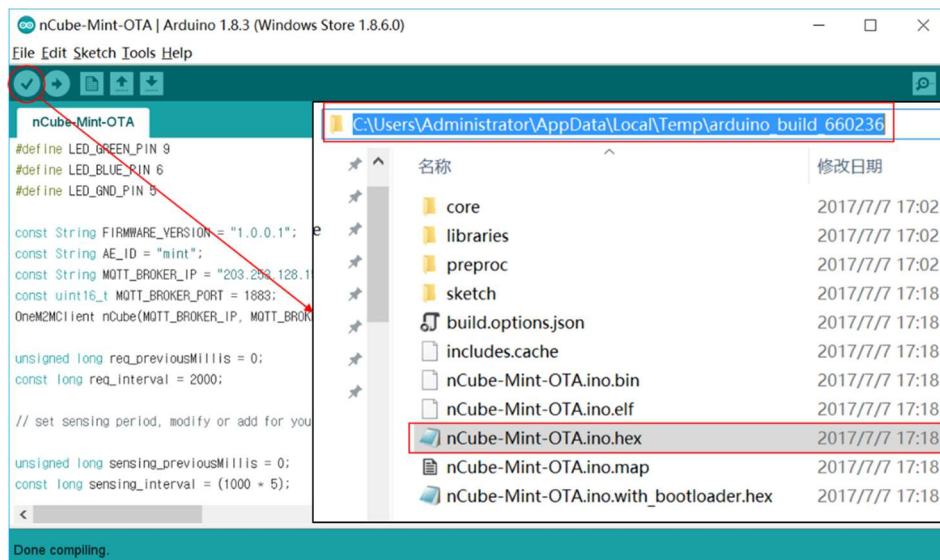 nCube-Mint-OTA | Arduino 1.8.3 (Windows Store 1.8.6.0)
File Edit Sketch Tools Help
nCube-Mint-OTA
#define LED_GREEN_PIN 9
#define LED_BLUE_PIN 6
#define LED_GND_PIN 5
const String FIRMWARE_VERSION = "1.0.0.1";
const String AE_ID = "mint";
const String MQTT_BROKER_IP = "203.253.128.1
const uint16_t MQTT_BROKER_PORT = 1883;
OneM2MClient nCube(MQTT_BROKER_IP, MQTT_BROK
unsigned long req_previousMillis = 0;
const long req_interval = 2000;
// set sensing period, modify or add for you
unsigned long sensing_previousMillis = 0;
const long sensing_interval = (1000 * 5);
Done compiling.
C:\Users\Administrator\AppData\Local\Temp\arduino_build_660236
名称 修改日期
core 2017/7/7 17:02
libraries 2017/7/7 17:02
preproc 2017/7/7 17:02
sketch 2017/7/7 17:18
build.options.json 2017/7/7 17:18
includes.cache 2017/7/7 17:18
nCube-Mint-OTA.ino.bin 2017/7/7 17:18
nCube-Mint-OTA.ino.elf 2017/7/7 17:18
nCube-Mint-OTA.ino.hex 2017/7/7 17:18
nCube-Mint-OTA.ino.map 2017/7/7 17:18
nCube-Mint-OTA.ino.with_bootloader.hex 2017/7/7 17:18